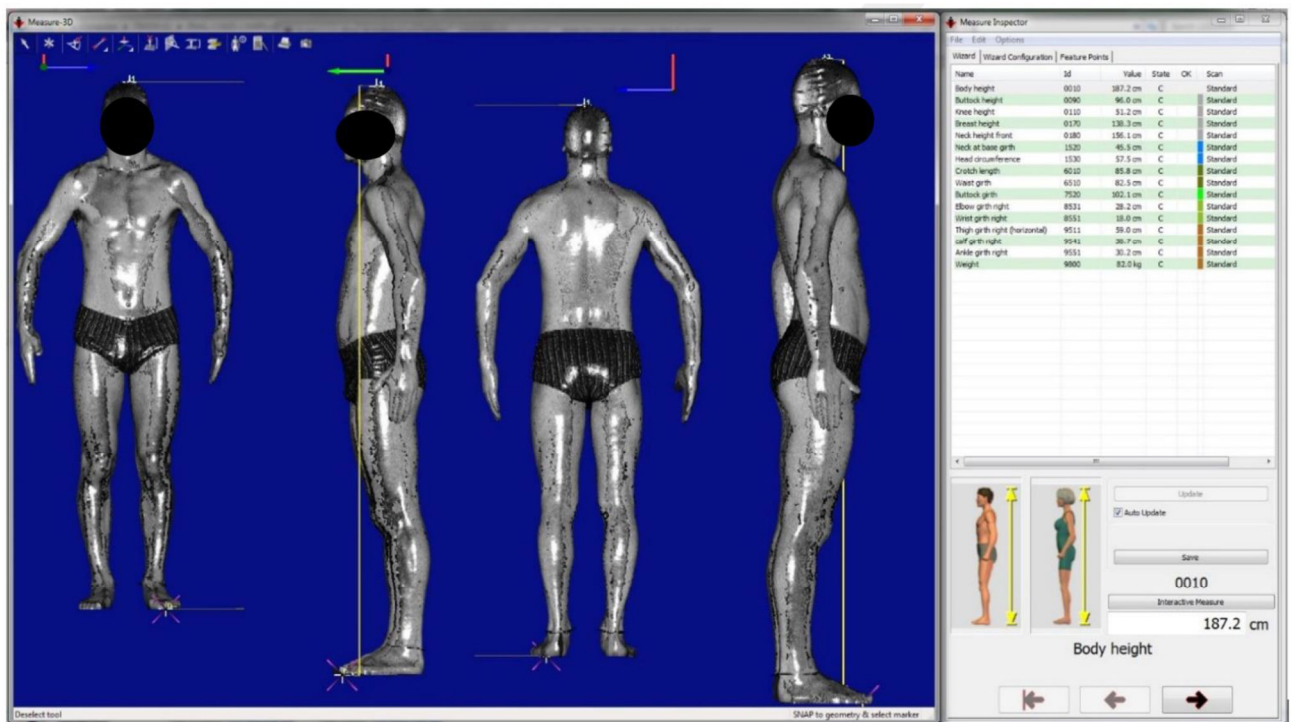 Measure-3D
Deselect tool
SNAP to geometry & select marker
Measure Inspector
File Edit Options
Wizard Wizard Configuration Feature Points
Name Id Value State OK Scan
Body height 0010 187.2 cm C Standard
Buttock height 0090 96.0 cm C Standard
Knee height 0110 51.2 cm C Standard
Breast height 0170 138.3 cm C Standard
Neck height front 0180 156.1 cm C Standard
Neck at base girth 1520 45.5 cm C Standard
Head circumference 1530 57.5 cm C Standard
Crotch length 6010 85.8 cm C Standard
Waist girth 6510 82.5 cm C Standard
Buttock girth 7520 102.1 cm C Standard
Elbow girth right 8531 28.2 cm C Standard
Wrist girth right 8551 18.0 cm C Standard
Thigh girth right (horizontal) 9511 59.0 cm C Standard
calf girth right 9541 cm C Standard
Ankle girth right 9551 30.2 cm C Standard
Weight 9800 82.0 kg C Standard
Update
Auto Update
Save
0010
Interactive Measure
187.2 cm
Body height